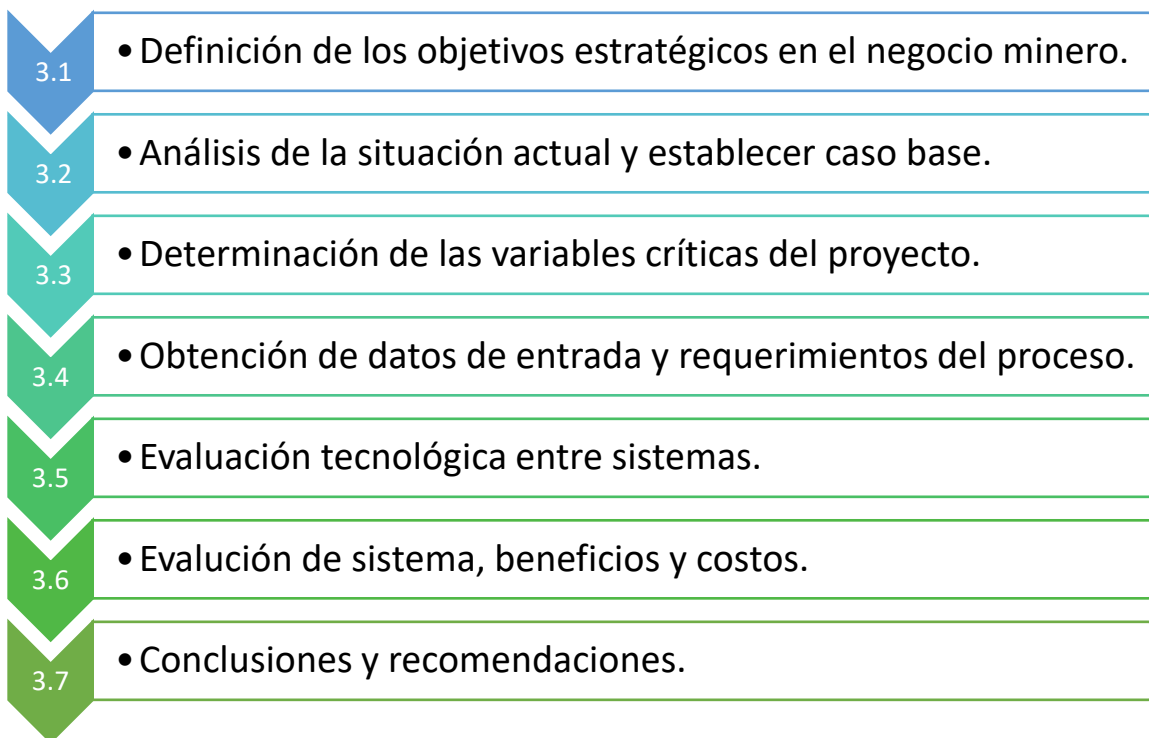 3.1
•Definición de los objetivos estratégicos en el negocio minero.
3.2
•Análisis de la situación actual y establecer caso base.
3.3
•Determinación de las variables críticas del proyecto.
3.4
•Obtención de datos de entrada y requerimientos del proceso.
3.5
•Evaluación tecnológica entre sistemas.
3.6
•Evalución de sistema, beneficios y costos.
3.7
•Conclusiones y recomendaciones.